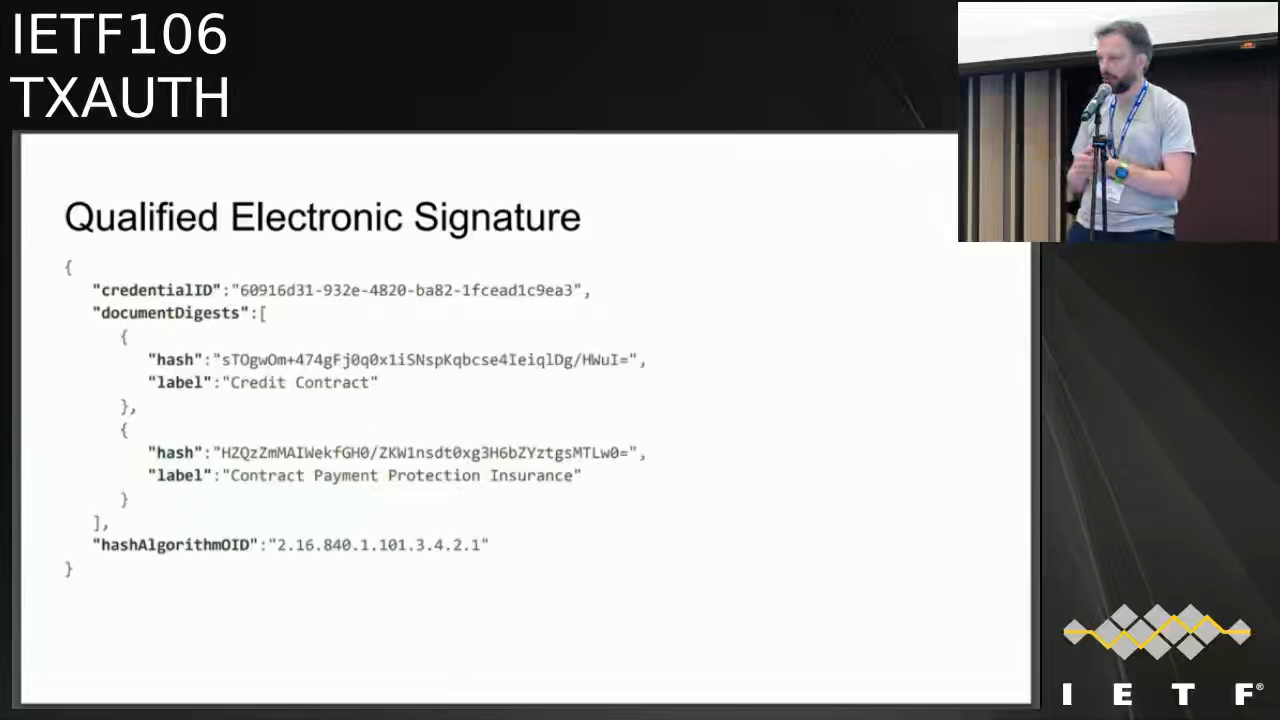 IETF106
TXAUTH
Qualified Electronic Signature
{
"credentialID":"60916d31-932e-4820-ba82-1fcead1c9ea3",
"documentDigests":[
{
"hash":"sTOgwOm+474gFj0q0x1iSNspKqbcse4IeiqlDg/HWuI=",
"label":"Credit Contract"
},
{
"hash":"HZQzZmMAIWekfGH0/ZKW1nsdt0xg3H6bZYztgsMTLw0=",
"label":"Contract Payment Protection Insurance"
}
],
"hashAlgorithmOID":"2.16.840.1.101.3.4.2.1"
}
I E T F®